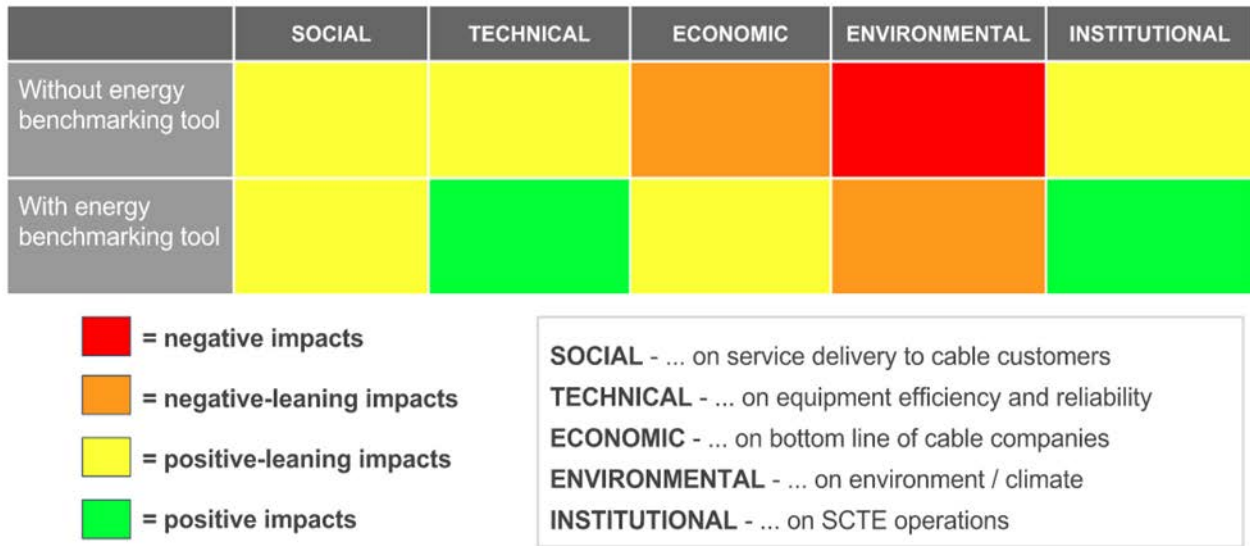 SOCIAL TECHNICAL ECONOMIC ENVIRONMENTAL INSTITUTIONAL
Without energy
benchmarking tool
With energy
benchmarking tool
= negative impacts
= negative-leaning impacts
= positive-leaning impacts
= positive impacts
SOCIAL - ... on service delivery to cable customers
TECHNICAL - ... on equipment efficiency and reliability
ECONOMIC - ... on bottom line of cable companies
ENVIRONMENTAL - ... on environment / climate
INSTITUTIONAL - ... on SCTE operations